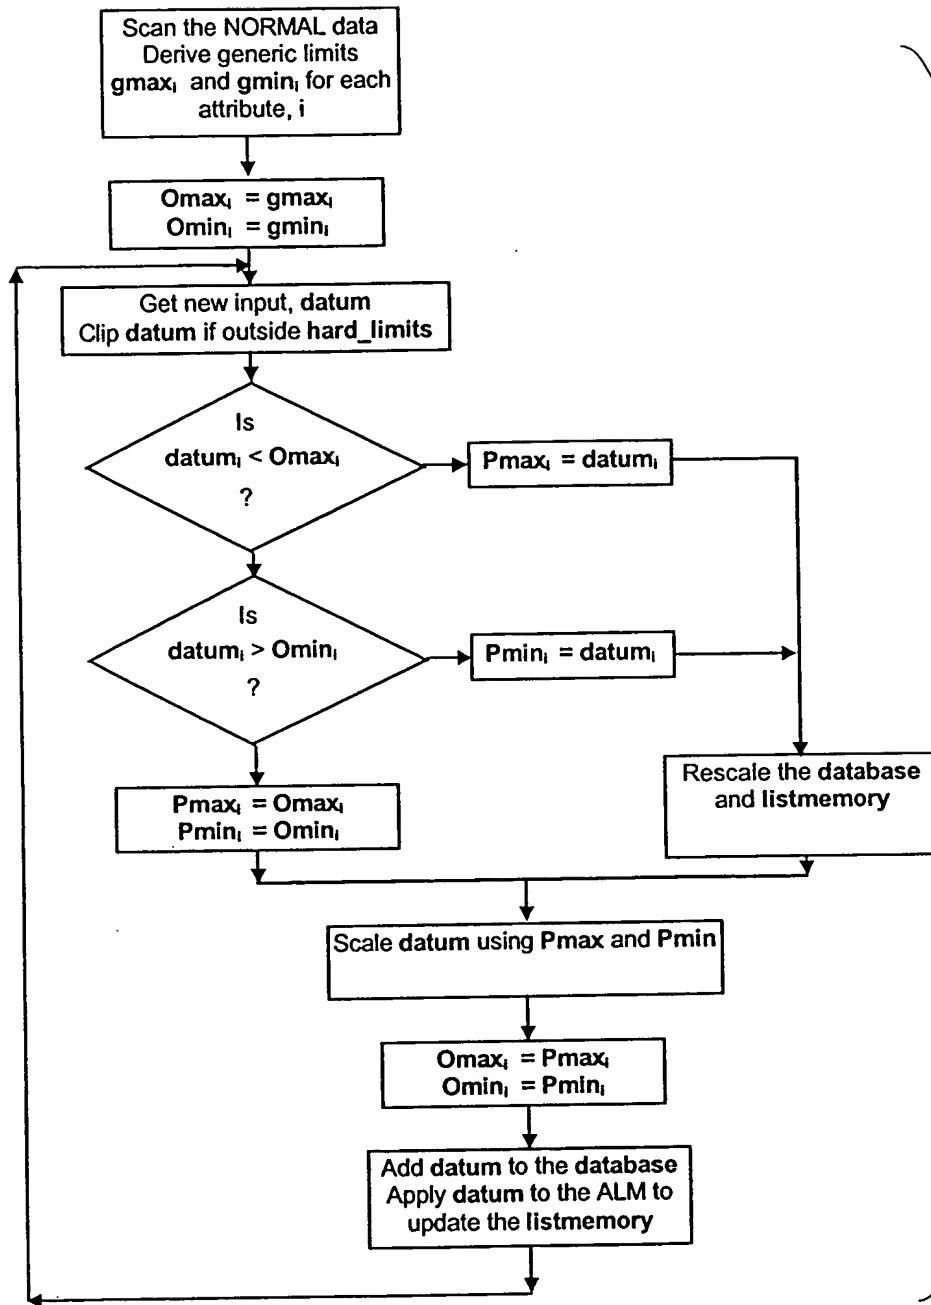 Scan the NORMAL data
Derive generic limits
gmaxᵢ and gminᵢ for each
attribute, i
Omaxᵢ = gmaxᵢ
Ominᵢ = gminᵢ
Get new input, datum
Clip datum if outside hard_limits
Is
datumᵢ < Omaxᵢ
?
Pmaxᵢ = datumᵢ
Is
datumᵢ > Ominᵢ
?
Pminᵢ = datumᵢ
Pmaxᵢ = Omaxᵢ
Pminᵢ = Ominᵢ
Rescale the database
and listmemory
Scale datum using Pmax and Pmin
Omaxᵢ = Pmaxᵢ
Ominᵢ = Pminᵢ
Add datum to the database
Apply datum to the ALM to
update the listmemory